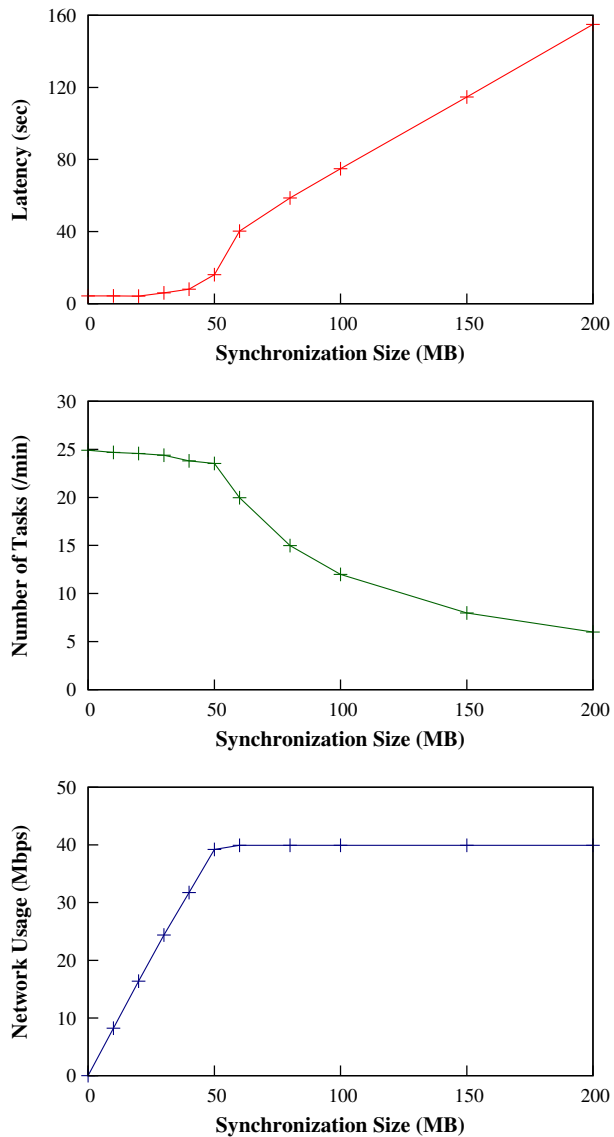 160
120
80
40
0
Latency (sec)
0 50 100 150 200
Synchronization Size (MB)
30
25
20
15
10
5
0
Number of Tasks (/min)
0 50 100 150 200
Synchronization Size (MB)
50
40
30
20
10
0
Network Usage (Mbps)
0 50 100 150 200
Synchronization Size (MB)